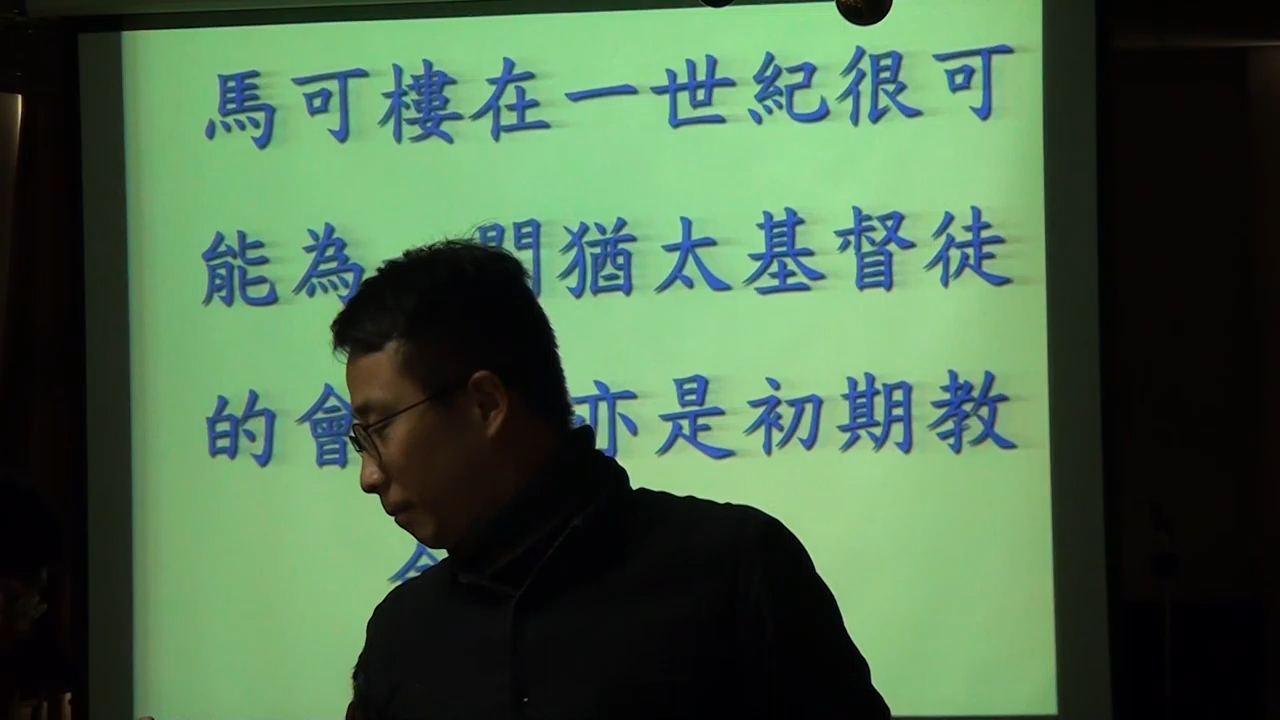 馬可樓在一世紀很可
能為 門猶太基督徒
的會 亦是初期教